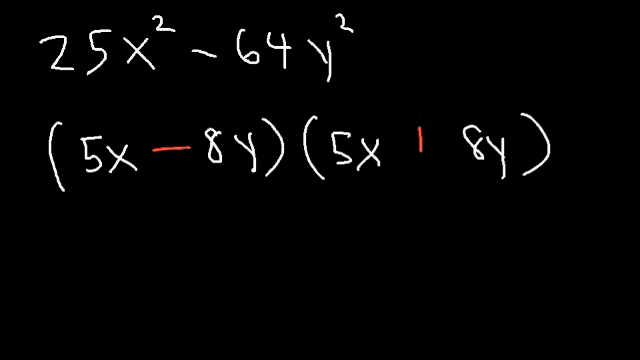 25x² - 64y²
(5x - 8y)(5x | 8y)